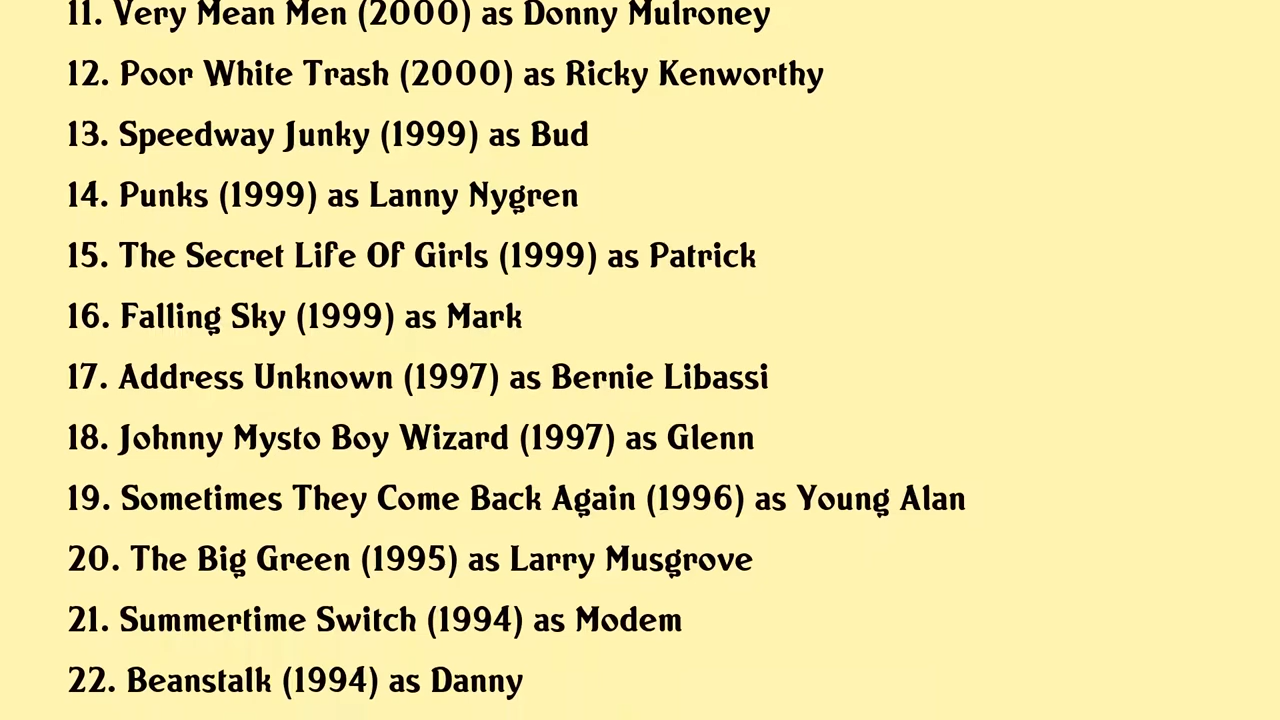 11. Very Mean Men (2000) as Donny Mulroney
12. Poor White Trash (2000) as Ricky Kenworthy
13. Speedway Junky (1999) as Bud
14. Punks (1999) as Lanny Nygren
15. The Secret Life Of Girls (1999) as Patrick
16. Falling Sky (1999) as Mark
17. Address Unknown (1997) as Bernie Libassi
18. Johnny Mysto Boy Wizard (1997) as Glenn
19. Sometimes They Come Back Again (1996) as Young Alan
20. The Big Green (1995) as Larry Musgrove
21. Summertime Switch (1994) as Modem
22. Beanstalk (1994) as Danny